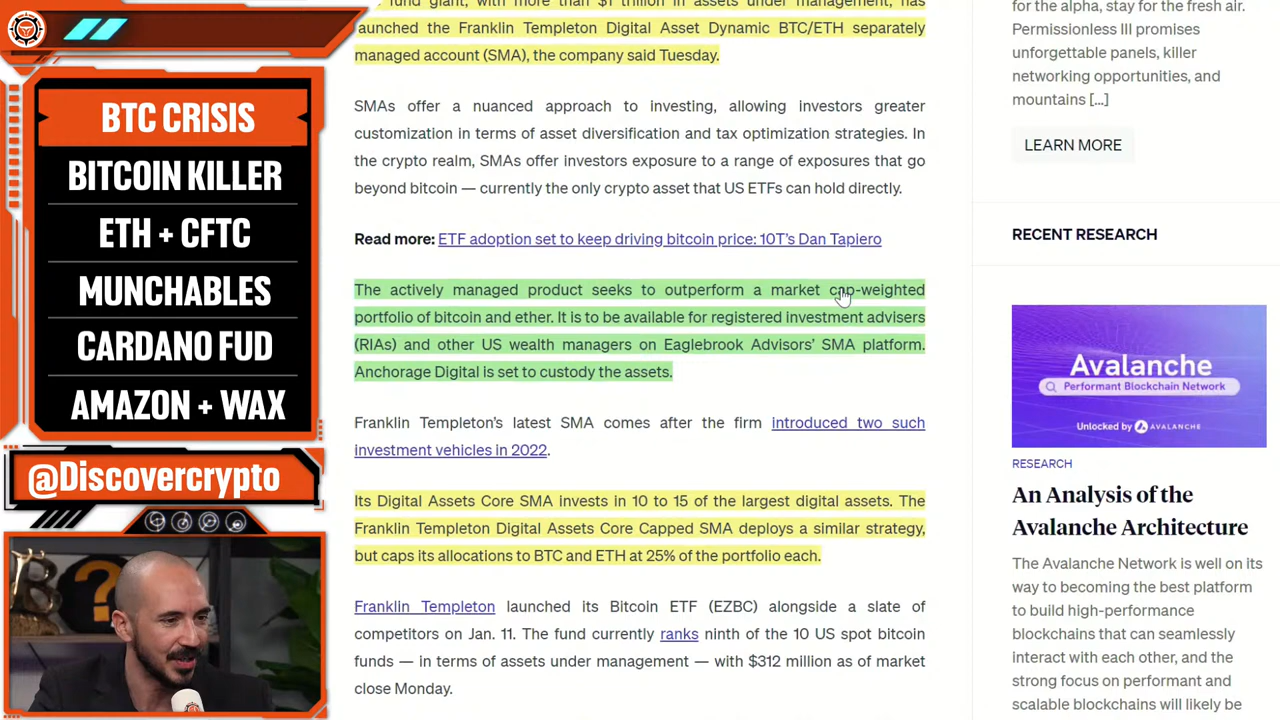 BTC CRISIS
BITCOIN KILLER
ETH + CFTC
MUNCHABLES
CARDANO FUD
AMAZON + WAX
@Discovercrypto
fund giant, with more than $1 trillion in assets under management, has
launched the Franklin Templeton Digital Asset Dynamic BTC/ETH separately
managed account (SMA), the company said Tuesday.
SMAs offer a nuanced approach to investing, allowing investors greater
customization in terms of asset diversification and tax optimization strategies. In
the crypto realm, SMAs offer investors exposure to a range of exposures that go
beyond bitcoin — currently the only crypto asset that US ETFs can hold directly.
Read more: ETF adoption set to keep driving bitcoin price: 10T's Dan Tapiero
The actively managed product seeks to outperform a market cap-weighted
portfolio of bitcoin and ether. It is to be available for registered investment advisers
(RIAs) and other US wealth managers on Eaglebrook Advisors' SMA platform.
Anchorage Digital is set to custody the assets.
Franklin Templeton's latest SMA comes after the firm introduced two such
investment vehicles in 2022.
Its Digital Assets Core SMA invests in 10 to 15 of the largest digital assets. The
Franklin Templeton Digital Assets Core Capped SMA deploys a similar strategy,
but caps its allocations to BTC and ETH at 25% of the portfolio each.
Franklin Templeton launched its Bitcoin ETF (EZBC) alongside a slate of
competitors on Jan. 11. The fund currently ranks ninth of the 10 US spot bitcoin
funds — in terms of assets under management — with $312 million as of market
close Monday.
for the alpha, stay for the fresh air.
Permissionless III promises
unforgettable panels, killer
networking opportunities, and
mountains [...]
LEARN MORE
RECENT RESEARCH
Avalanche
Performant Blockchain Network
Unlocked by AVALANCHE
RESEARCH
An Analysis of the
Avalanche Architecture
The Avalanche Network is well on its
way to becoming the best platform
to build high-performance
blockchains that can seamlessly
interact with each other, and the
strong focus on performant and
scalable blockchains will likely be